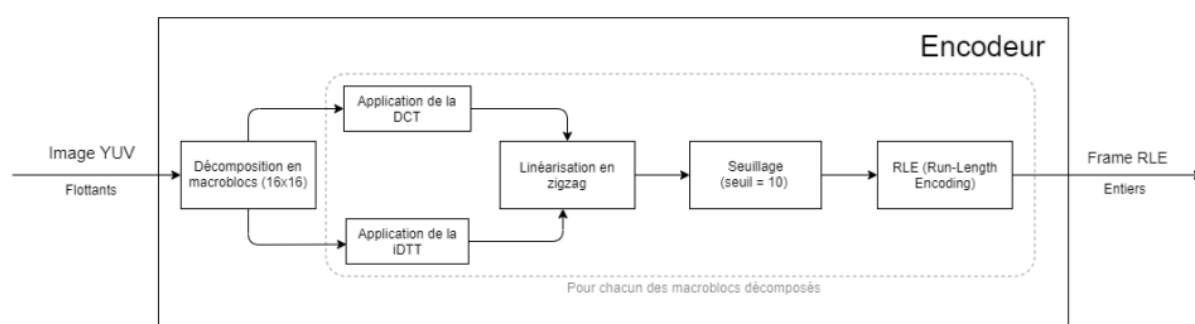 Encodeur
Image YUV
Flottants
Décomposition en
macroblocs (16x16)
Application de la
DCT
Application de la
iDTT
Linéarisation en
zigzag
Seuillage
(seuil = 10)
RLE (Run-Length
Encoding)
Frame RLE
Entiers
Pour chacun des macroblocs décomposés